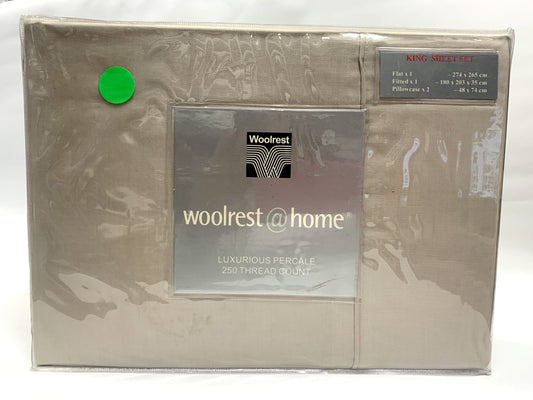 KING SHEET SET
Flat x 1 – 274 x 265 cm
Fitted x 1 – 180 x 203 x 35 cm
Pillowcase x 2 – 48 x 74 cm
Woolrest
woolrest@home
LUXURIOUS PERCALE
250 THREAD COUNT